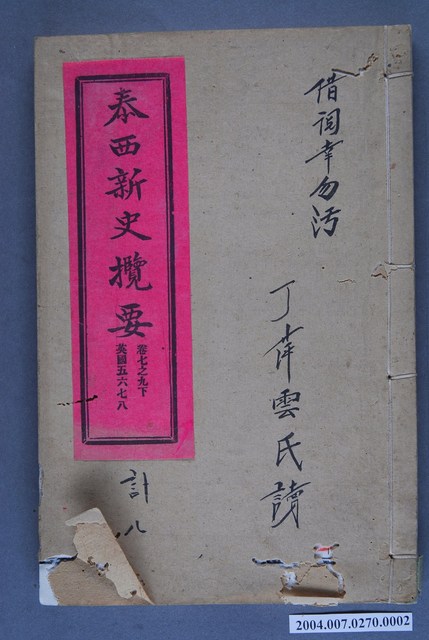 借閱幸勿汚
丁萍雲氏讀
泰西新史攬要
卷七之九下
英國五六七八
計八
2004.007.0270.0002